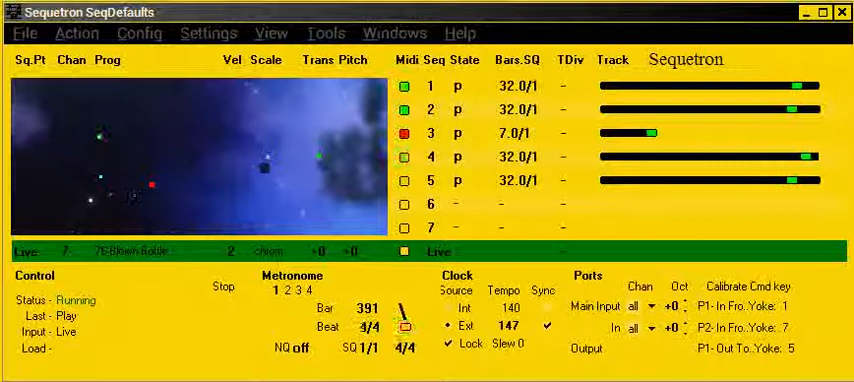 Sequetron SeqDefaults
File Action Config Settings View Tools Windows Help
Sq.Pt Chan Prog Vel Scale Trans Pitch Midi Seq State Bars.SQ TDiv Track Sequetron
1 p 32.0/1 -
2 p 32.0/1 -
3 p 7.0/1 -
4 p 32.0/1 -
5 p 32.0/1 -
6 - - -
7 - - -
Live 7 2 chrom +0 +0 Live -
Control Stop Metronome Clock Ports
1 2 3 4 Source Tempo Sync Chan Oct Calibrate Cmd key
Status - Running Bar 391 Int 140 Main Input all +0 P1- In Fro..Yoke: 1
Last - Play Beat 4/4 Ext 147 In all +0 P2- In Fro..Yoke: 7
Input - Live
Load - NQ off SQ 1/1 4/4 Lock Slew 0 Output P1- Out To..Yoke: 5